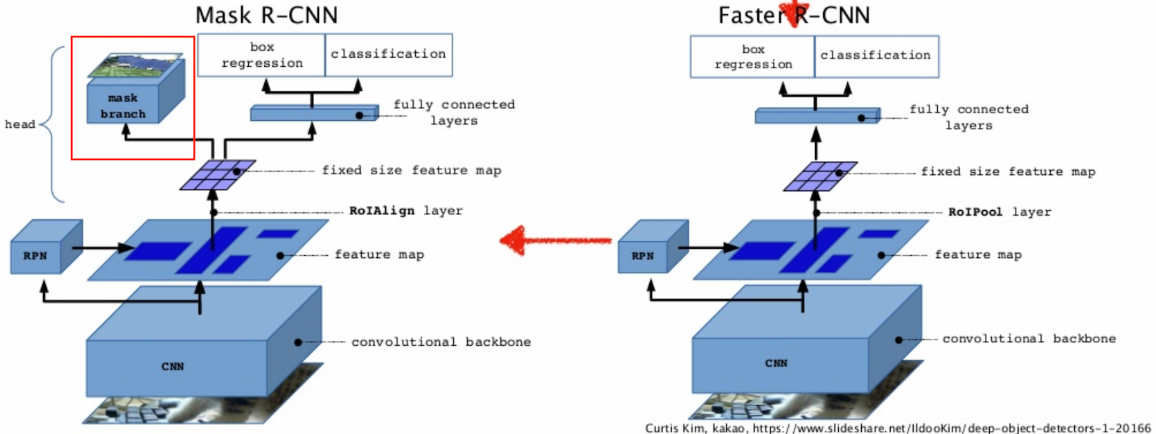 Mask R-CNN
box
regression
classification
mask
branch
head
fully connected
layers
fixed size feature map
RoIAlign layer
RPN
feature map
convolutional backbone
CNN
Faster R-CNN
box
regression
classification
fully connected
layers
fixed size feature map
RoIPool layer
RPN
feature map
convolutional backbone
CNN
Curtis Kim, kakao, https://www.slideshare.net/IldooKim/deep-object-detectors-1-20166